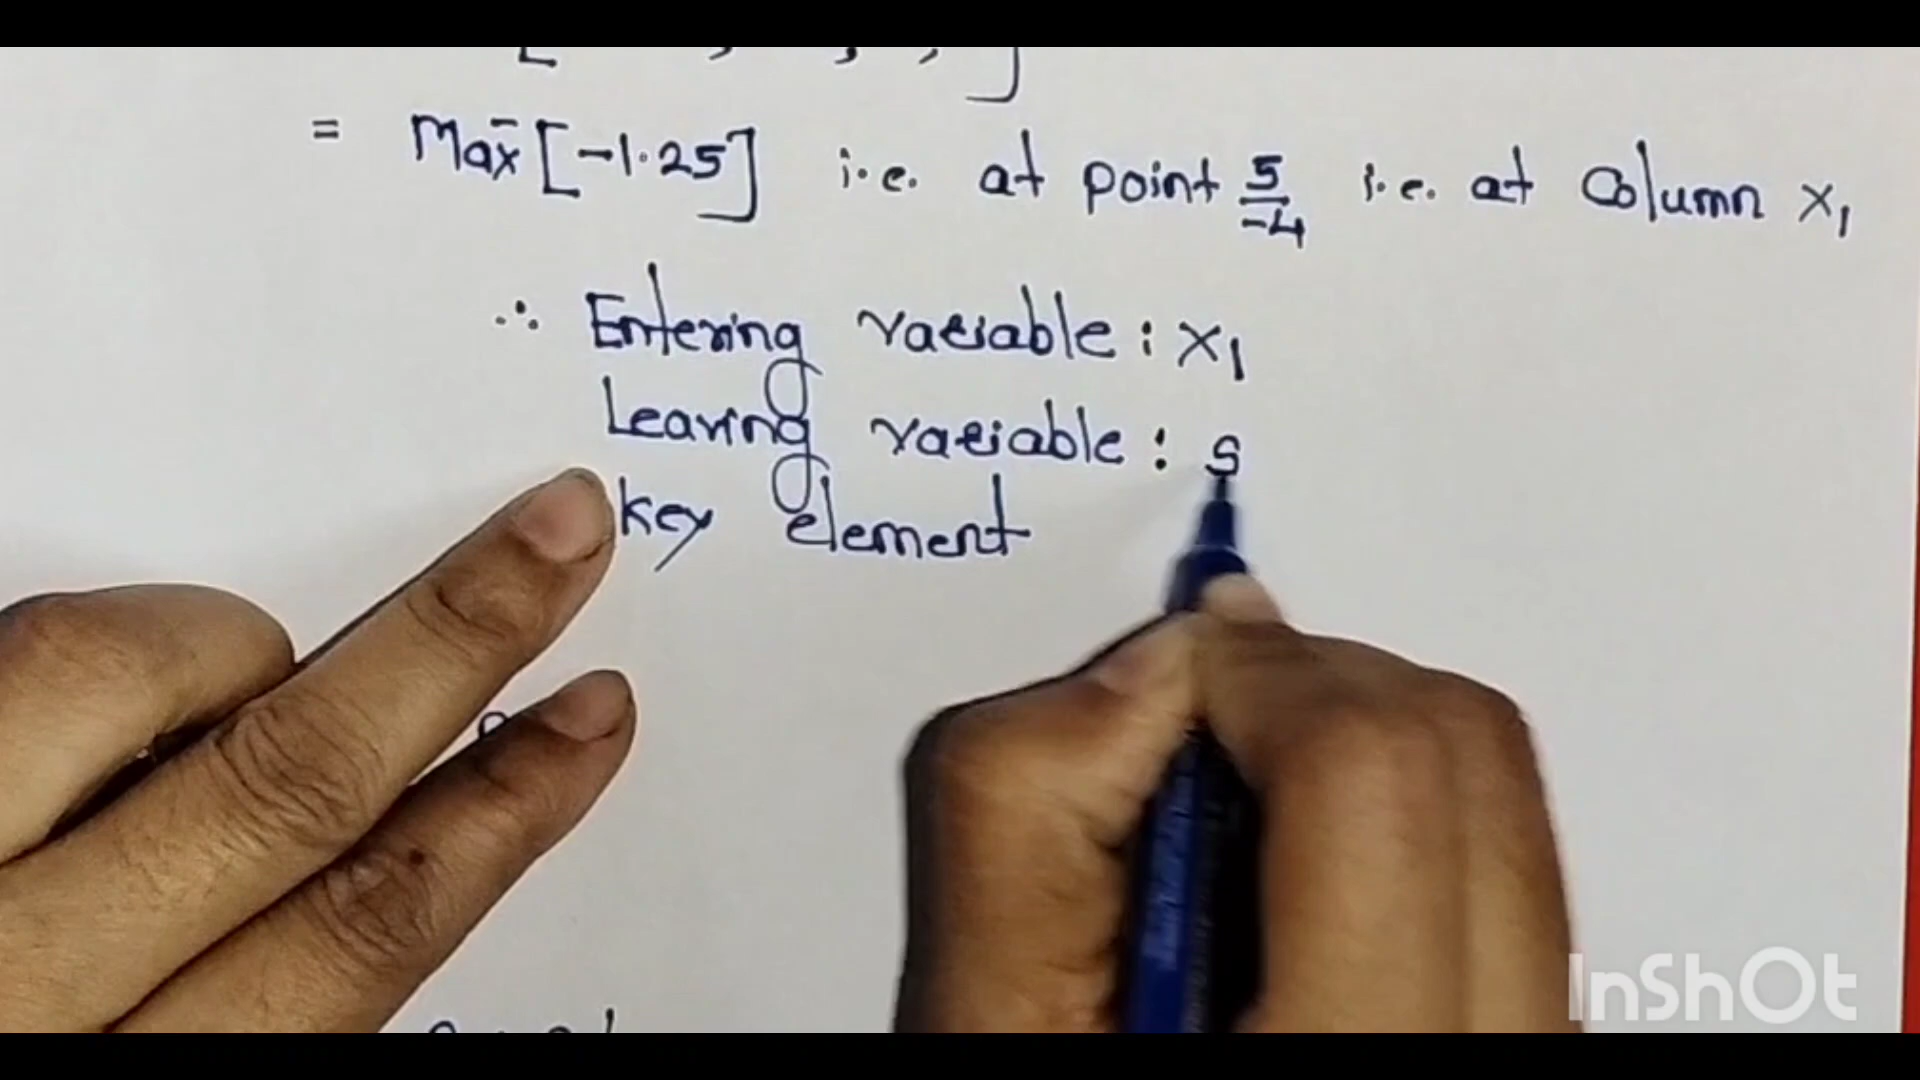 = Max [-1.25] i.e. at point 5/-4 i.e. at Column x₁
∴ Entering variable : x₁
Leaving variable : s
key element
InShOt